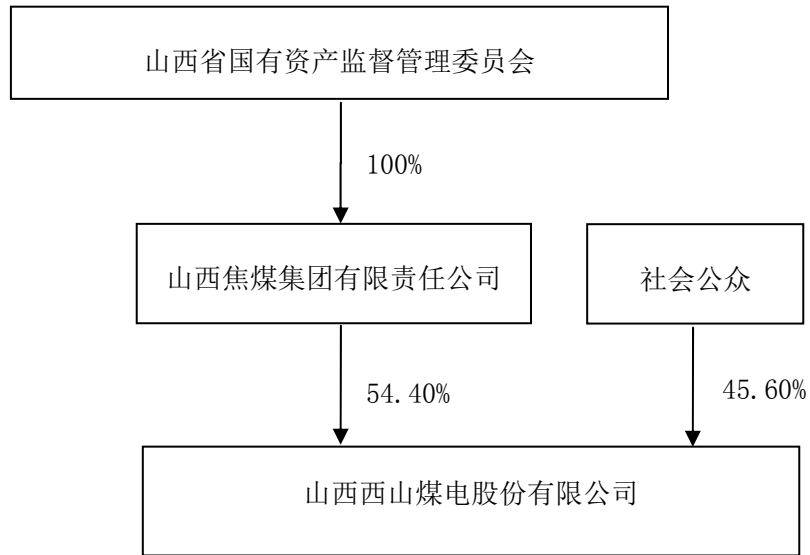 山西省国有资产监督管理委员会
100%
山西焦煤集团有限责任公司
社会公众
54.40%
45.60%
山西西山煤电股份有限公司